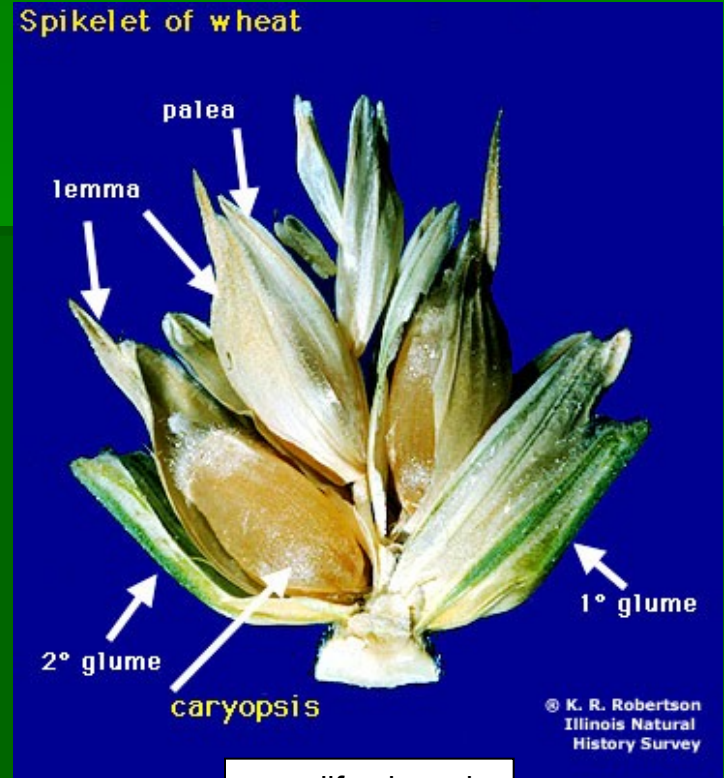 Spikelet of wheat
palea
lemma
1° glume
2° glume
caryopsis
© K. R. Robertson
Illinois Natural
History Survey